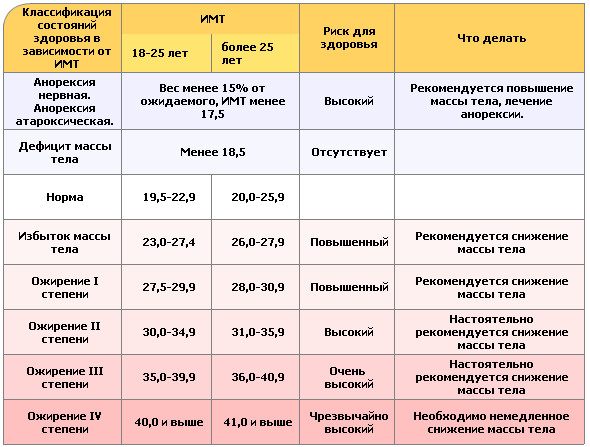 Классификация
состояний
здоровья в
зависимости от
ИМТ
ИМТ
18-25 лет
более 25
лет
Риск для
здоровья
Что делать
Анорексия
нервная.
Анорексия
атароксическая.
Вес менее 15% от
ожидаемого, ИМТ менее
17,5
Высокий
Рекомендуется повышение
массы тела, лечение
анорексии.
Дефицит массы
тела
Менее 18,5
Отсутствует
Норма
19,5-22,9
20,0-25,9
Избыток массы
тела
23,0-27,4
26,0-27,9
Повышенный
Рекомендуется снижение
массы тела
Ожирение I
степени
27,5-29,9
28,0-30,9
Повышенный
Рекомендуется снижение
массы тела
Ожирение II
степени
30,0-34,9
31,0-35,9
Высокий
Настоятельно
рекомендуется снижение
массы тела
Ожирение III
степени
35,0-39,9
36,0-40,9
Очень
высокий
Настоятельно
рекомендуется снижение
массы тела
Ожирение IV
степени
40,0 и выше
41,0 и выше
Чрезвычайно
высокий
Необходимо немедленное
снижение массы тела